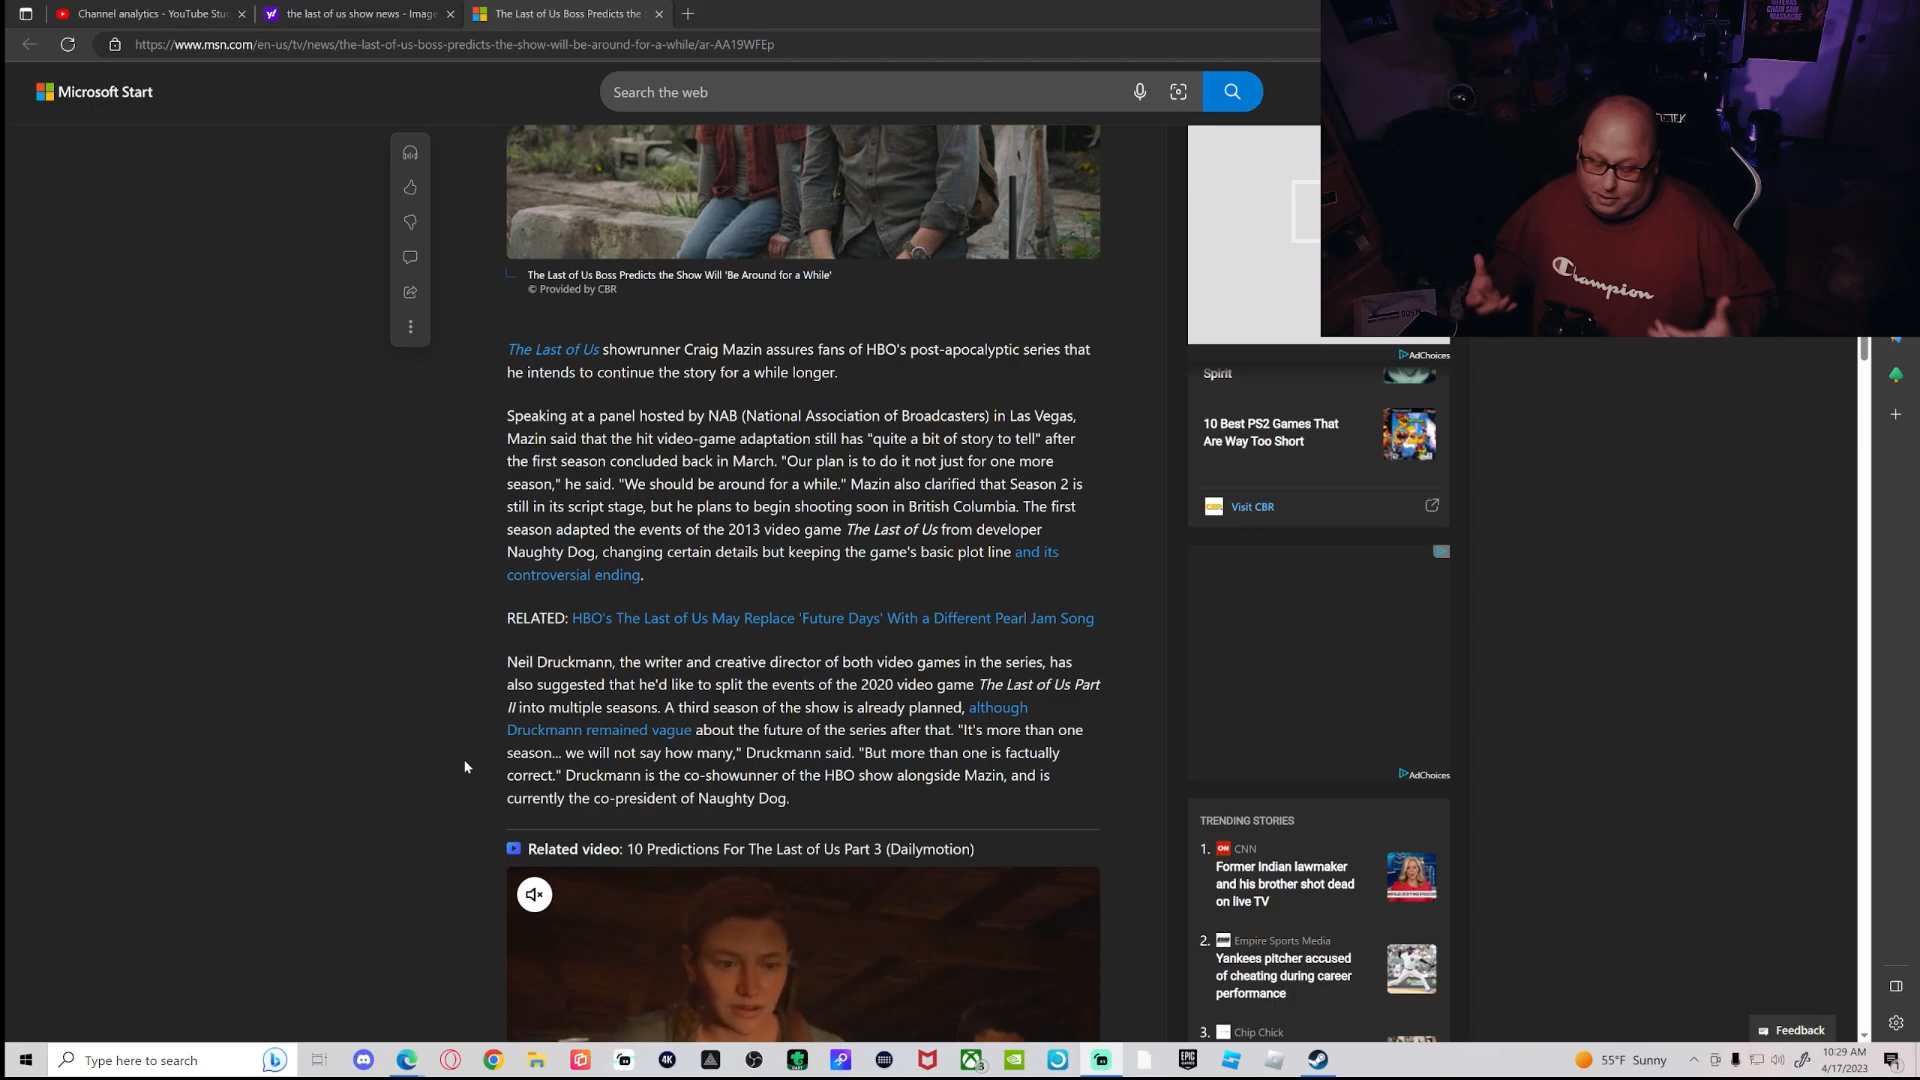 Channel analytics - YouTube Stu
the last of us show news - Image
The Last of Us Boss Predicts the
https://www.msn.com/en-us/tv/news/the-last-of-us-boss-predicts-the-show-will-be-around-for-a-while/ar-AA19WFEp
Microsoft Start
Search the web
The Last of Us Boss Predicts the Show Will 'Be Around for a While'
© Provided by CBR
The Last of Us showrunner Craig Mazin assures fans of HBO's post-apocalyptic series that
he intends to continue the story for a while longer.
Speaking at a panel hosted by NAB (National Association of Broadcasters) in Las Vegas,
Mazin said that the hit video-game adaptation still has "quite a bit of story to tell" after
the first season concluded back in March. "Our plan is to do it not just for one more
season," he said. "We should be around for a while." Mazin also clarified that Season 2 is
still in its script stage, but he plans to begin shooting soon in British Columbia. The first
season adapted the events of the 2013 video game The Last of Us from developer
Naughty Dog, changing certain details but keeping the game's basic plot line and its
controversial ending.
RELATED: HBO's The Last of Us May Replace 'Future Days' With a Different Pearl Jam Song
Neil Druckmann, the writer and creative director of both video games in the series, has
also suggested that he'd like to split the events of the 2020 video game The Last of Us Part
II into multiple seasons. A third season of the show is already planned, although
Druckmann remained vague about the future of the series after that. "It's more than one
season... we will not say how many," Druckmann said. "But more than one is factually
correct." Druckmann is the co-showunner of the HBO show alongside Mazin, and is
currently the co-president of Naughty Dog.
Related video: 10 Predictions For The Last of Us Part 3 (Dailymotion)
CHAIN SAW
MASSACRE
Champion
AdChoices
Spirit
10 Best PS2 Games That
Are Way Too Short
Visit CBR
AdChoices
TRENDING STORIES
1. CNN
Former Indian lawmaker
and his brother shot dead
on live TV
2. Empire Sports Media
Yankees pitcher accused
of cheating during career
performance
3. Chip Chick
Feedback
Type here to search
4K
EPIC
GAMES
55°F Sunny
10:29 AM
4/17/2023